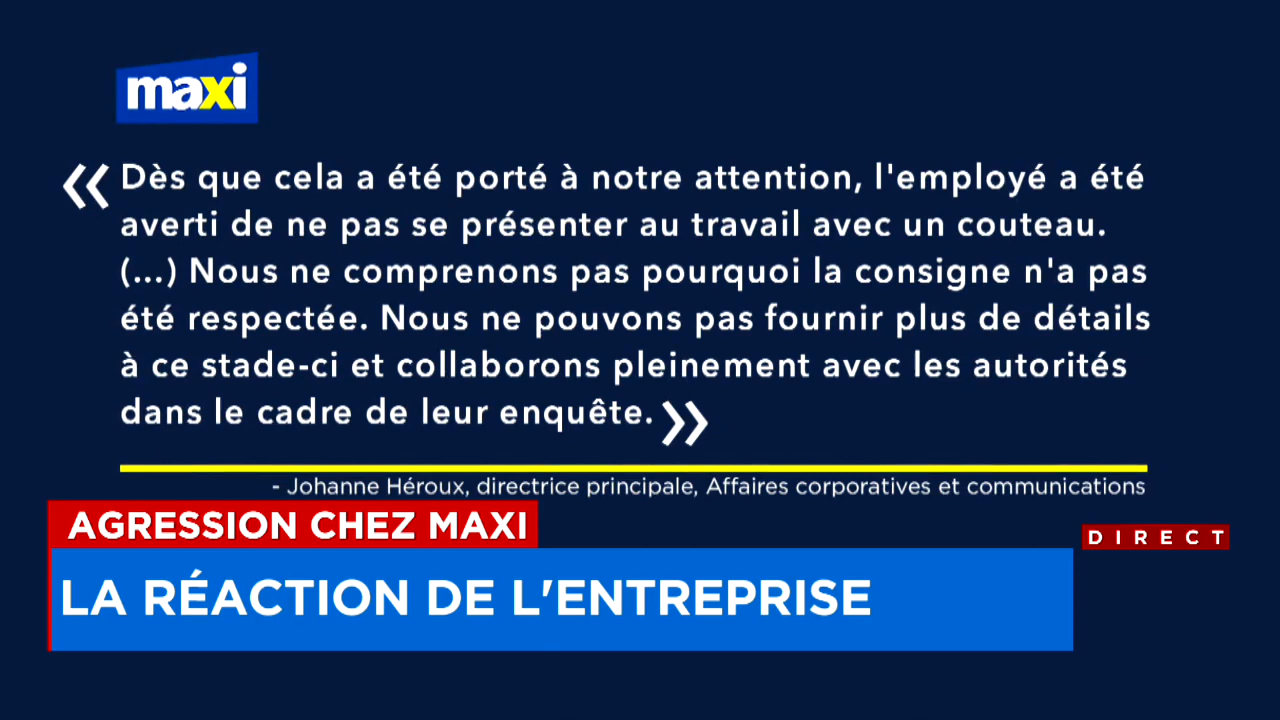 maxi
« Dès que cela a été porté à notre attention, l'employé a été
averti de ne pas se présenter au travail avec un couteau.
(...) Nous ne comprenons pas pourquoi la consigne n'a pas
été respectée. Nous ne pouvons pas fournir plus de détails
à ce stade-ci et collaborons pleinement avec les autorités
dans le cadre de leur enquête. »
- Johanne Héroux, directrice principale, Affaires corporatives et communications
AGRESSION CHEZ MAXI
DIRECT
LA RÉACTION DE L'ENTREPRISE